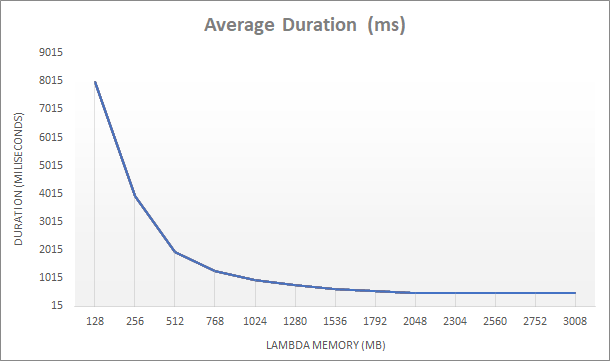 Average Duration (ms)
9015
8015
7015
6015
5015
4015
3015
2015
1015
15
DURATION (MILISECONDS)
128 256 512 768 1024 1280 1536 1792 2048 2304 2560 2752 3008
LAMBDA MEMORY (MB)